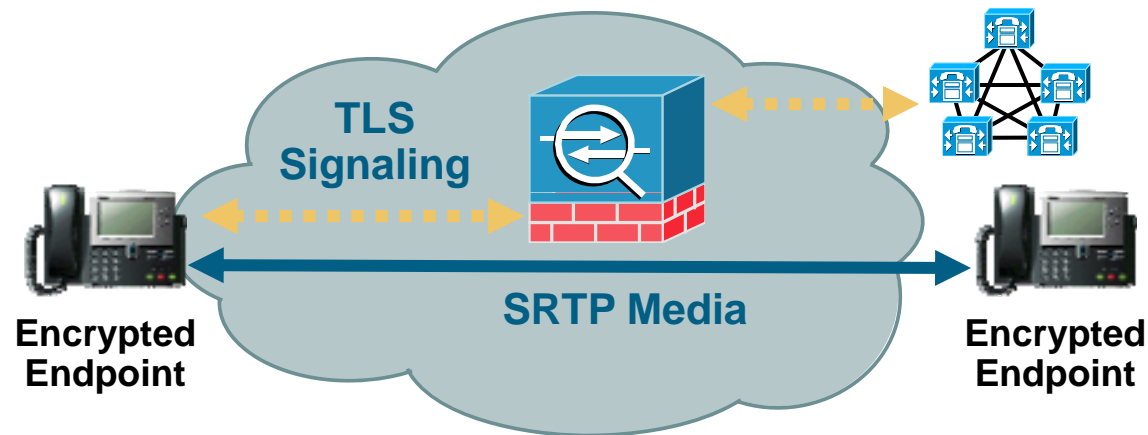 TLS
Signaling
SRTP Media
Encrypted
Endpoint
Encrypted
Endpoint